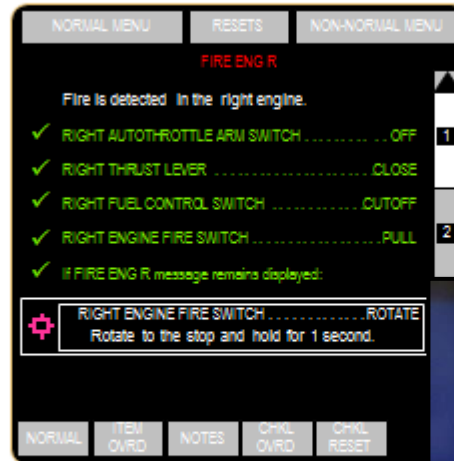 NORMAL MENU RESETS NON-NORMAL MENU
FIRE ENG R
Fire is detected in the right engine.
RIGHT AUTOTHROTTLE ARM SWITCH . . . . . . . . . . . OFF 1
RIGHT THRUST LEVER . . . . . . . . . . . . . . . . . . . . . . CLOSE
RIGHT FUEL CONTROL SWITCH . . . . . . . . . . . . . CUTOFF
RIGHT ENGINE FIRE SWITCH . . . . . . . . . . . . . . . . . PULL 2
If FIRE ENG R message remains displayed:
RIGHT ENGINE FIRE SWITCH . . . . . . . . . . . . . ROTATE
Rotate to the stop and hold for 1 second.
NORMAL ITEM OVRD NOTES CHKL OVRD CHKL RESET